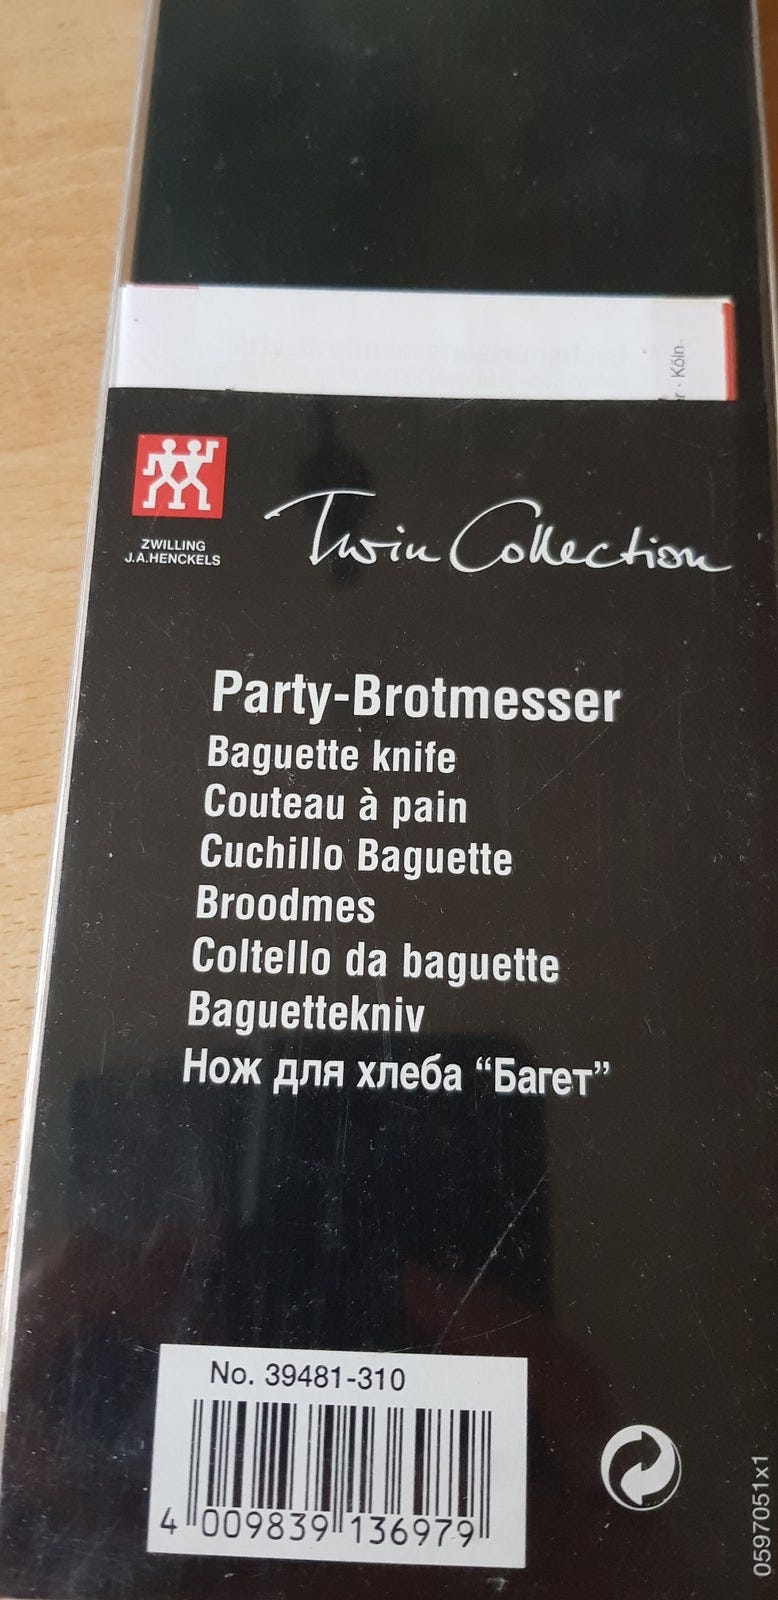 · Köln.
ZWILLING
J.A.HENCKELS
Twin Collection
Party-Brotmesser
Baguette knife
Couteau à pain
Cuchillo Baguette
Broodmes
Coltello da baguette
Baguettekniv
Нож для хлеба “Багет”
No. 39481-310
4 009839 136979
0597051x1